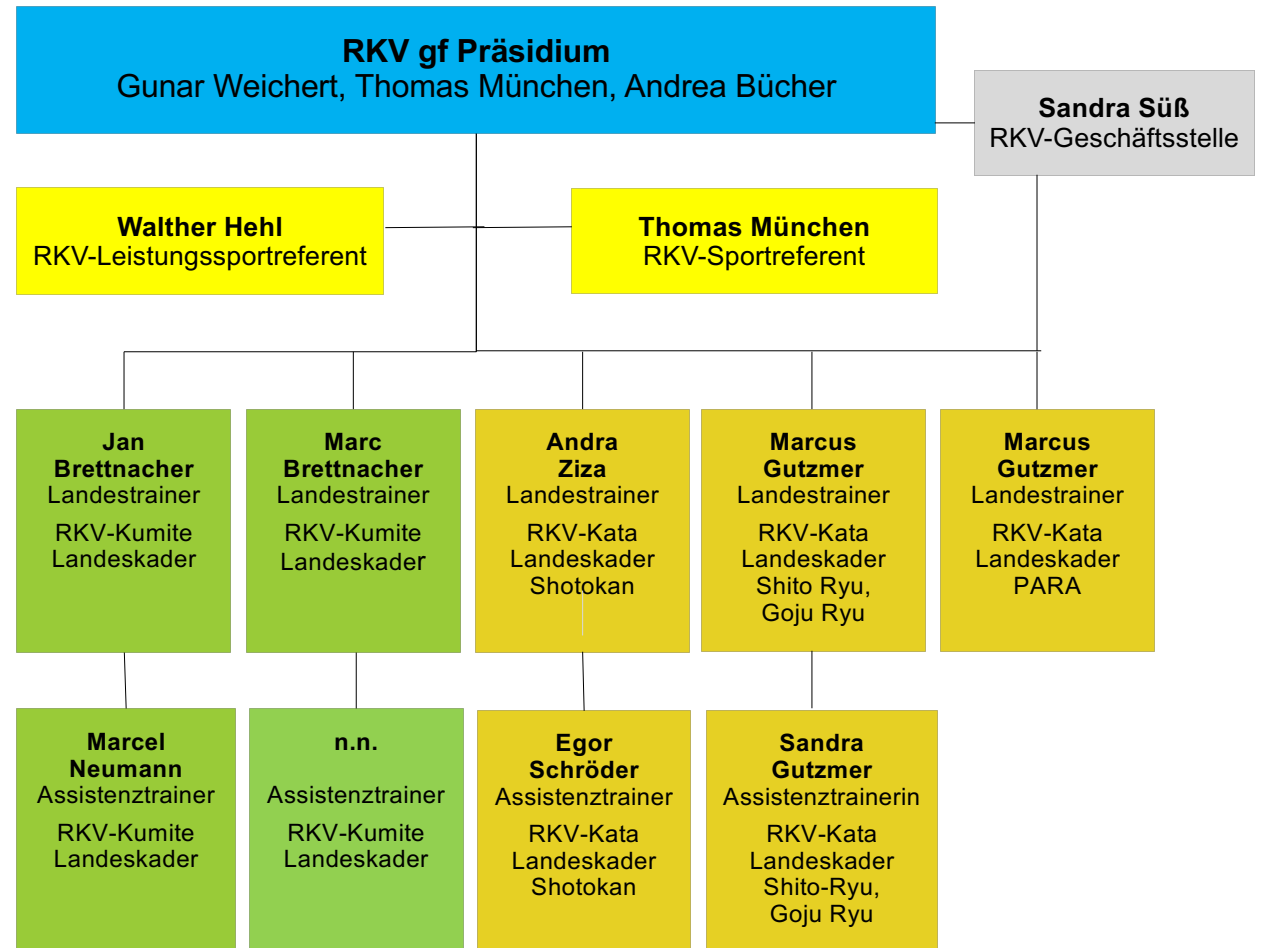 RKV gf Präsidium
Gunar Weichert, Thomas München, Andrea Bücher
Sandra Süß
RKV-Geschäftsstelle
Walther Hehl
RKV-Leistungssportreferent
Thomas München
RKV-Sportreferent
Jan
Brettnacher
Landestrainer
RKV-Kumite
Landeskader
Marc
Brettnacher
Landestrainer
RKV-Kumite
Landeskader
Andra
Ziza
Landestrainer
RKV-Kata
Landeskader
Shotokan
Marcus
Gutzmer
Landestrainer
RKV-Kata
Landeskader
Shito Ryu,
Goju Ryu
Marcus
Gutzmer
Landestrainer
RKV-Kata
Landeskader
PARA
Marcel
Neumann
Assistenztrainer
RKV-Kumite
Landeskader
n.n.
Assistenztrainer
RKV-Kumite
Landeskader
Egor
Schröder
Assistenztrainer
RKV-Kata
Landeskader
Shotokan
Sandra
Gutzmer
Assistenztrainerin
RKV-Kata
Landeskader
Shito-Ryu,
Goju Ryu